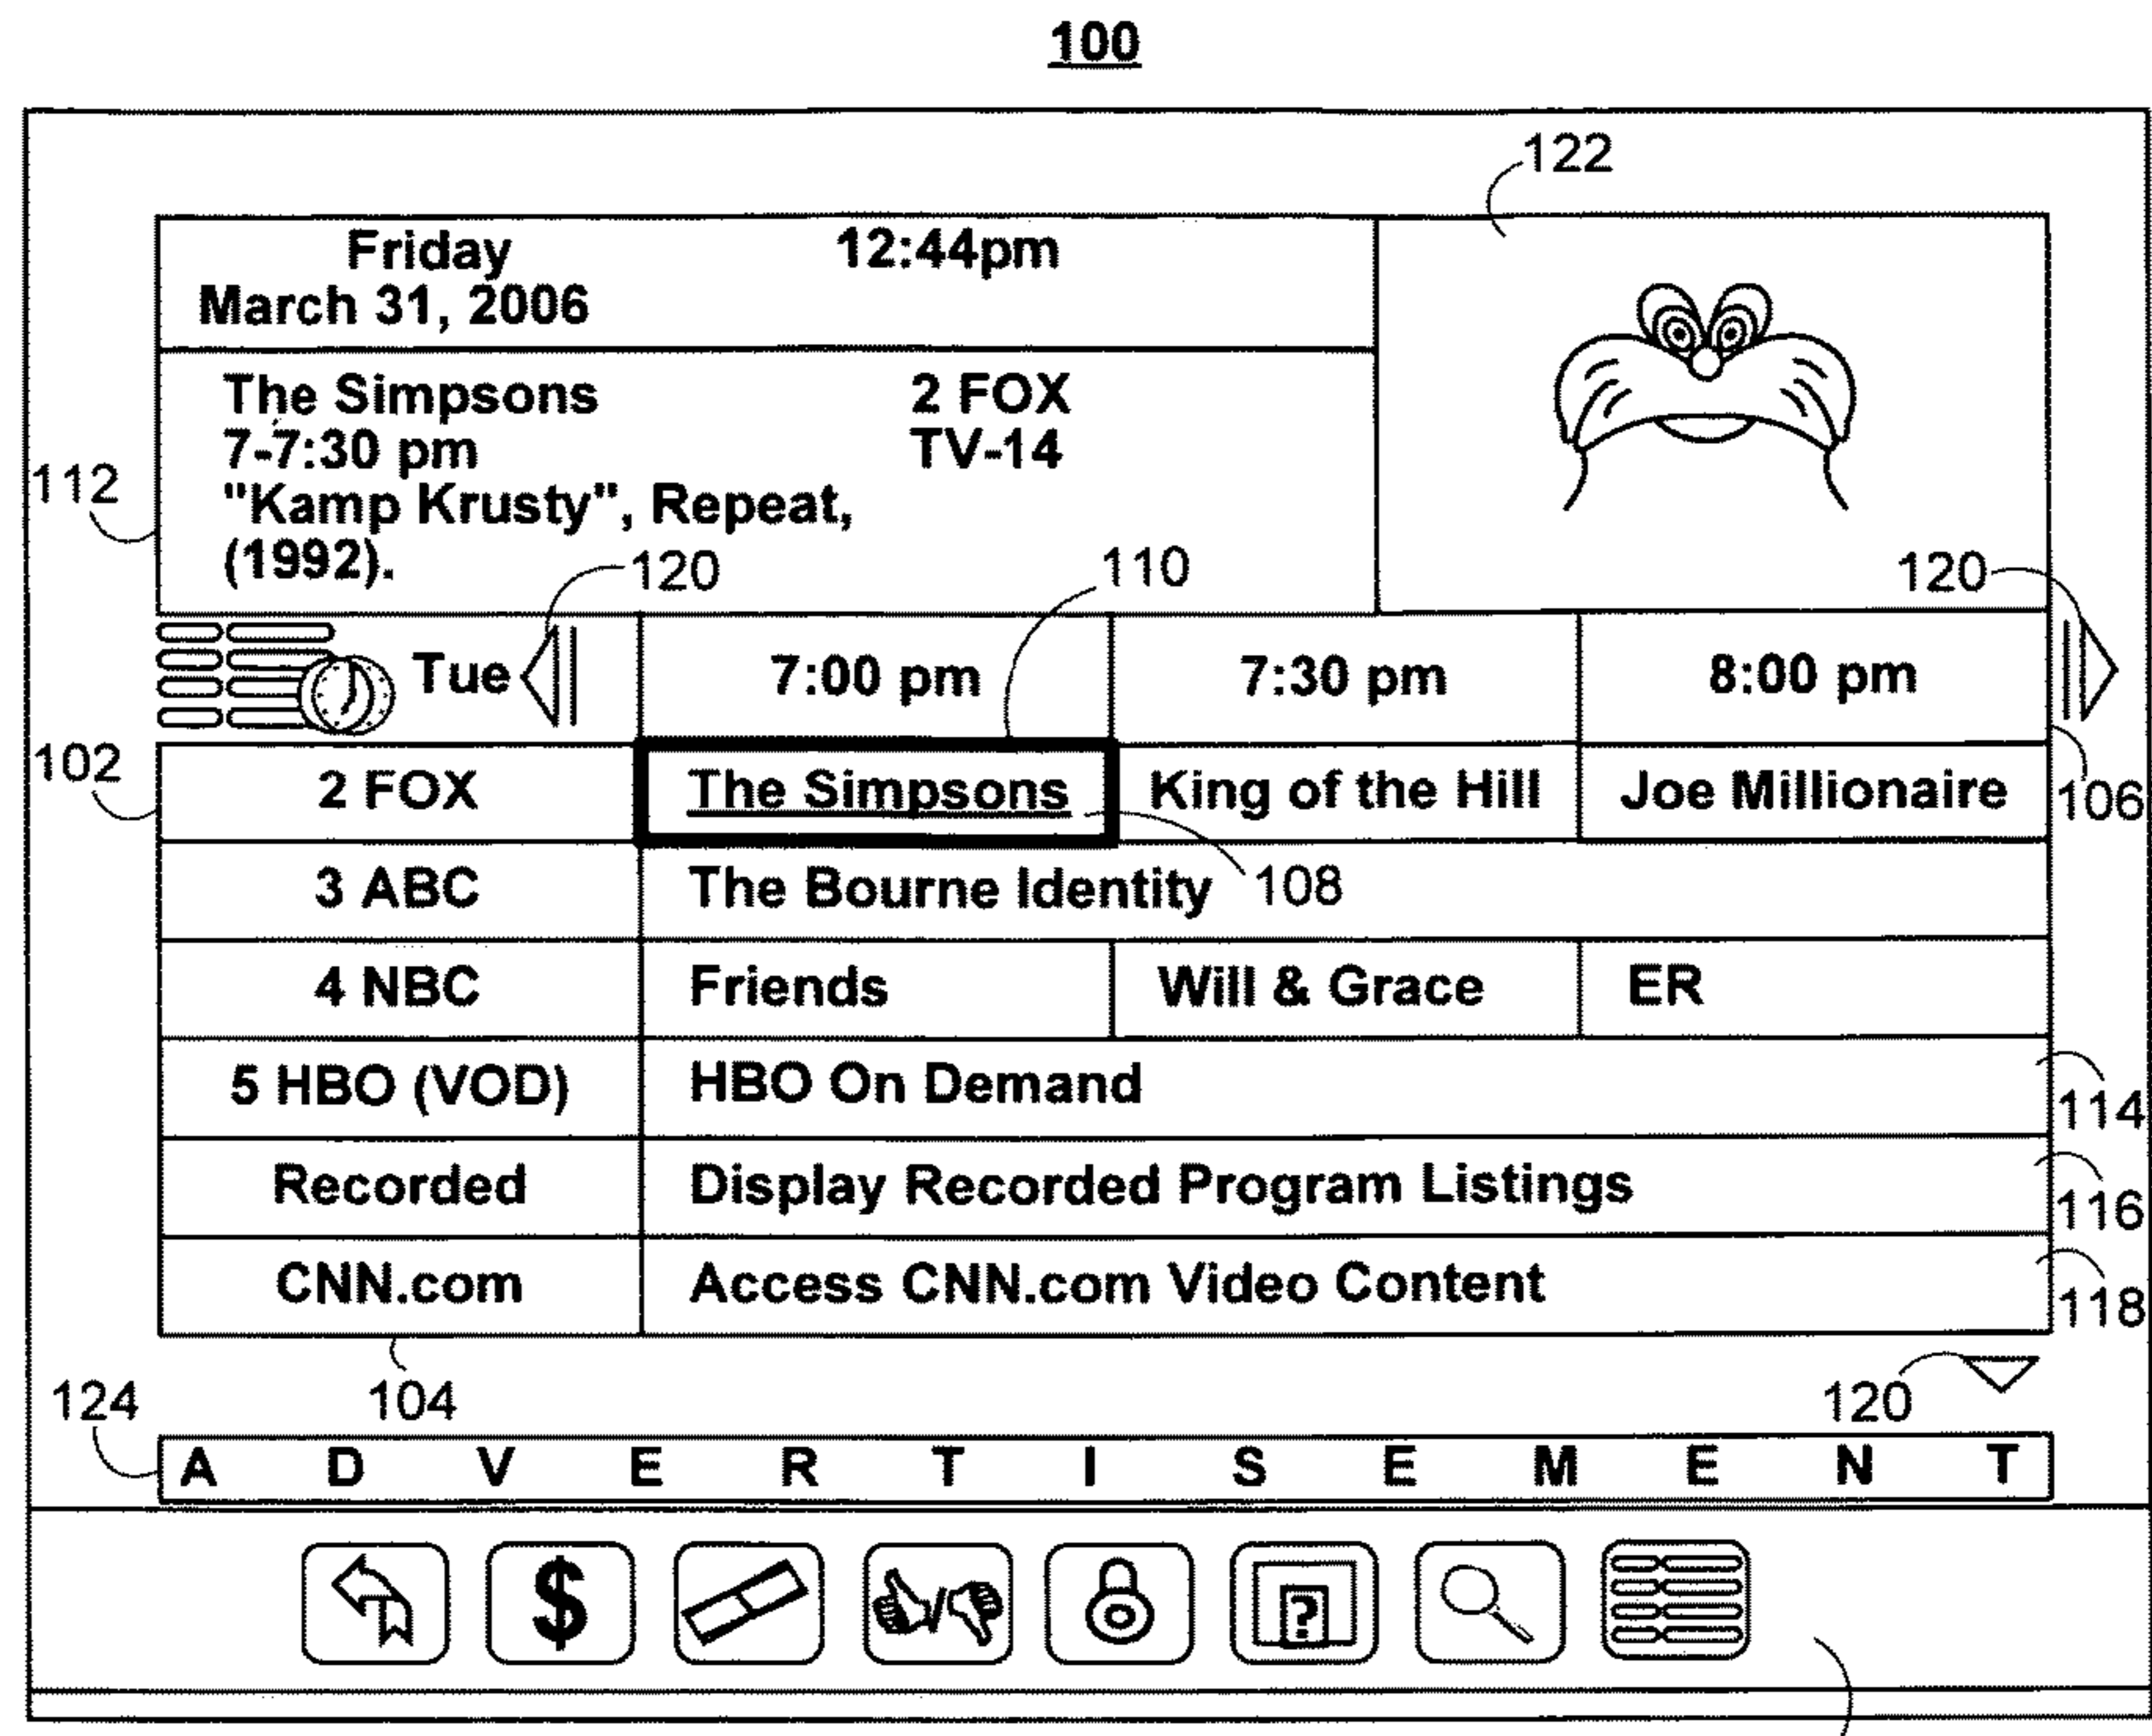 100
122
Friday 12:44pm
March 31, 2006
The Simpsons 2 FOX
7-7:30 pm TV-14
112
"Kamp Krusty", Repeat,
(1992).
120 110 120
Tue 7:00 pm 7:30 pm 8:00 pm
102
2 FOX The Simpsons King of the Hill Joe Millionaire
106
3 ABC The Bourne Identity 108
4 NBC Friends Will & Grace ER
5 HBO (VOD) HBO On Demand
114
Recorded Display Recorded Program Listings
116
CNN.com Access CNN.com Video Content
118
124 104 120
A D V E R T I S E M E N T
$ ?